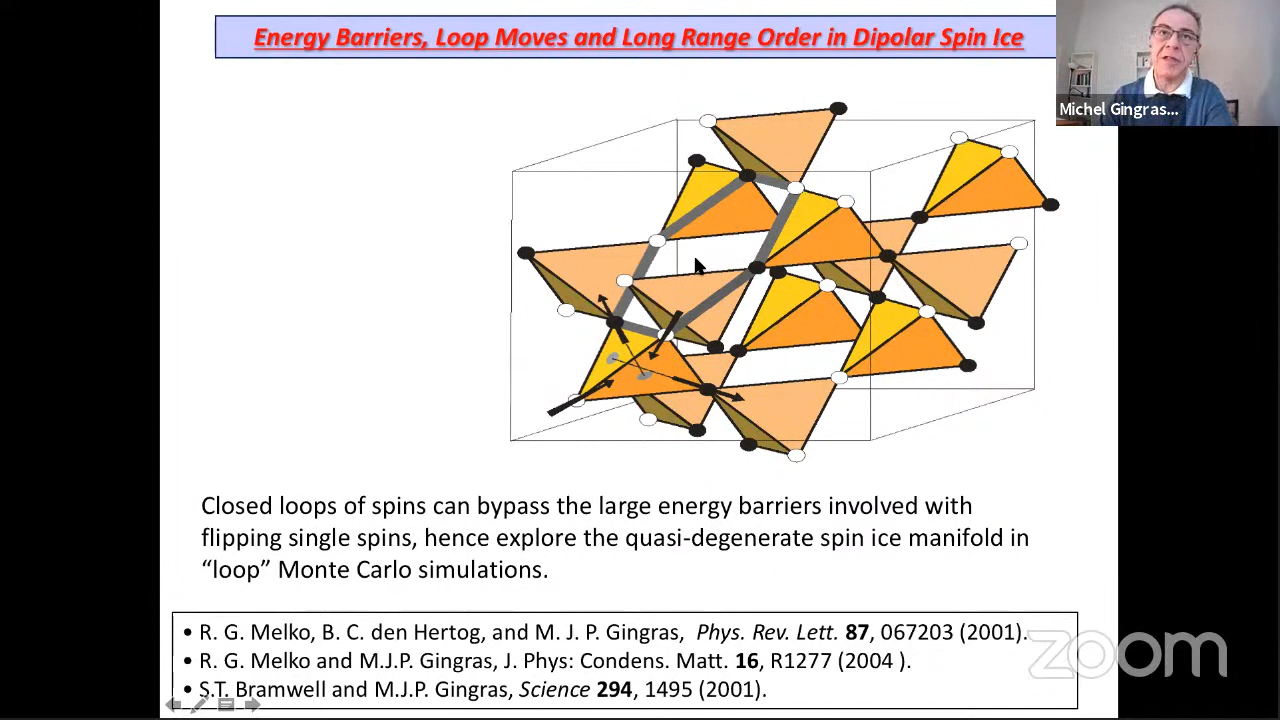 Energy Barriers, Loop Moves and Long Range Order in Dipolar Spin Ice
Michel Gingras...
Closed loops of spins can bypass the large energy barriers involved with
flipping single spins, hence explore the quasi-degenerate spin ice manifold in
“loop” Monte Carlo simulations.
• R. G. Melko, B. C. den Hertog, and M. J. P. Gingras, Phys. Rev. Lett. 87, 067203 (2001).
• R. G. Melko and M.J.P. Gingras, J. Phys: Condens. Matt. 16, R1277 (2004 ).
• S.T. Bramwell and M.J.P. Gingras, Science 294, 1495 (2001).
zoom